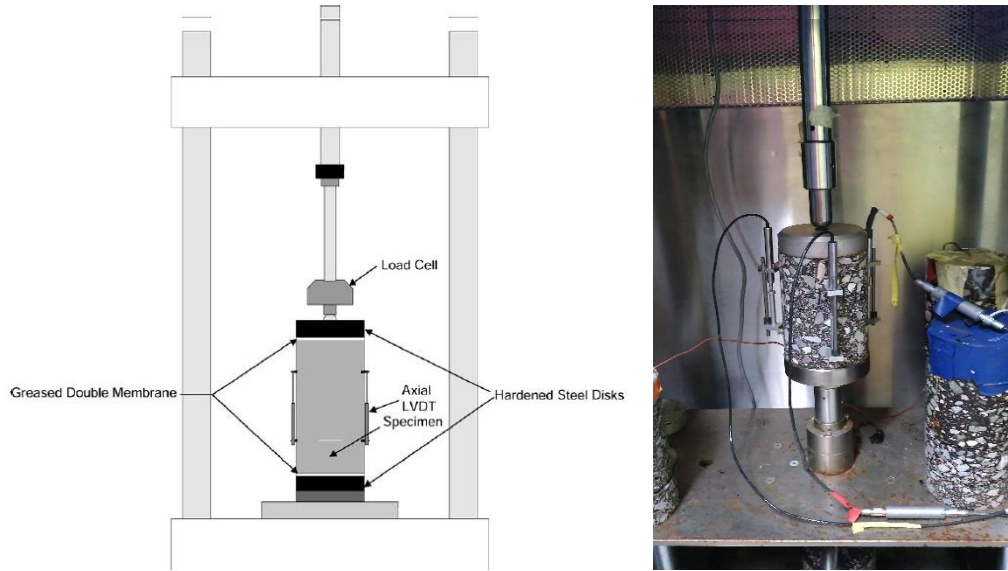 Load Cell
Greased Double Membrane
Axial
LVDT
Specimen
Hardened Steel Disks